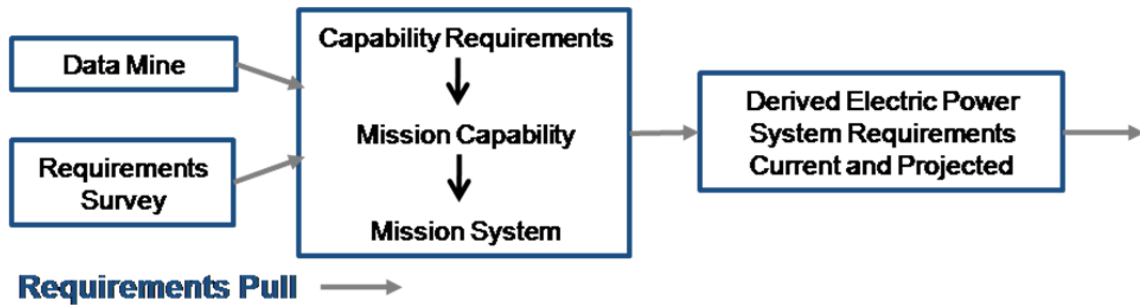 Data Mine
Requirements
Survey
Capability Requirements
Mission Capability
Mission System
Derived Electric Power
System Requirements
Current and Projected
Requirements Pull